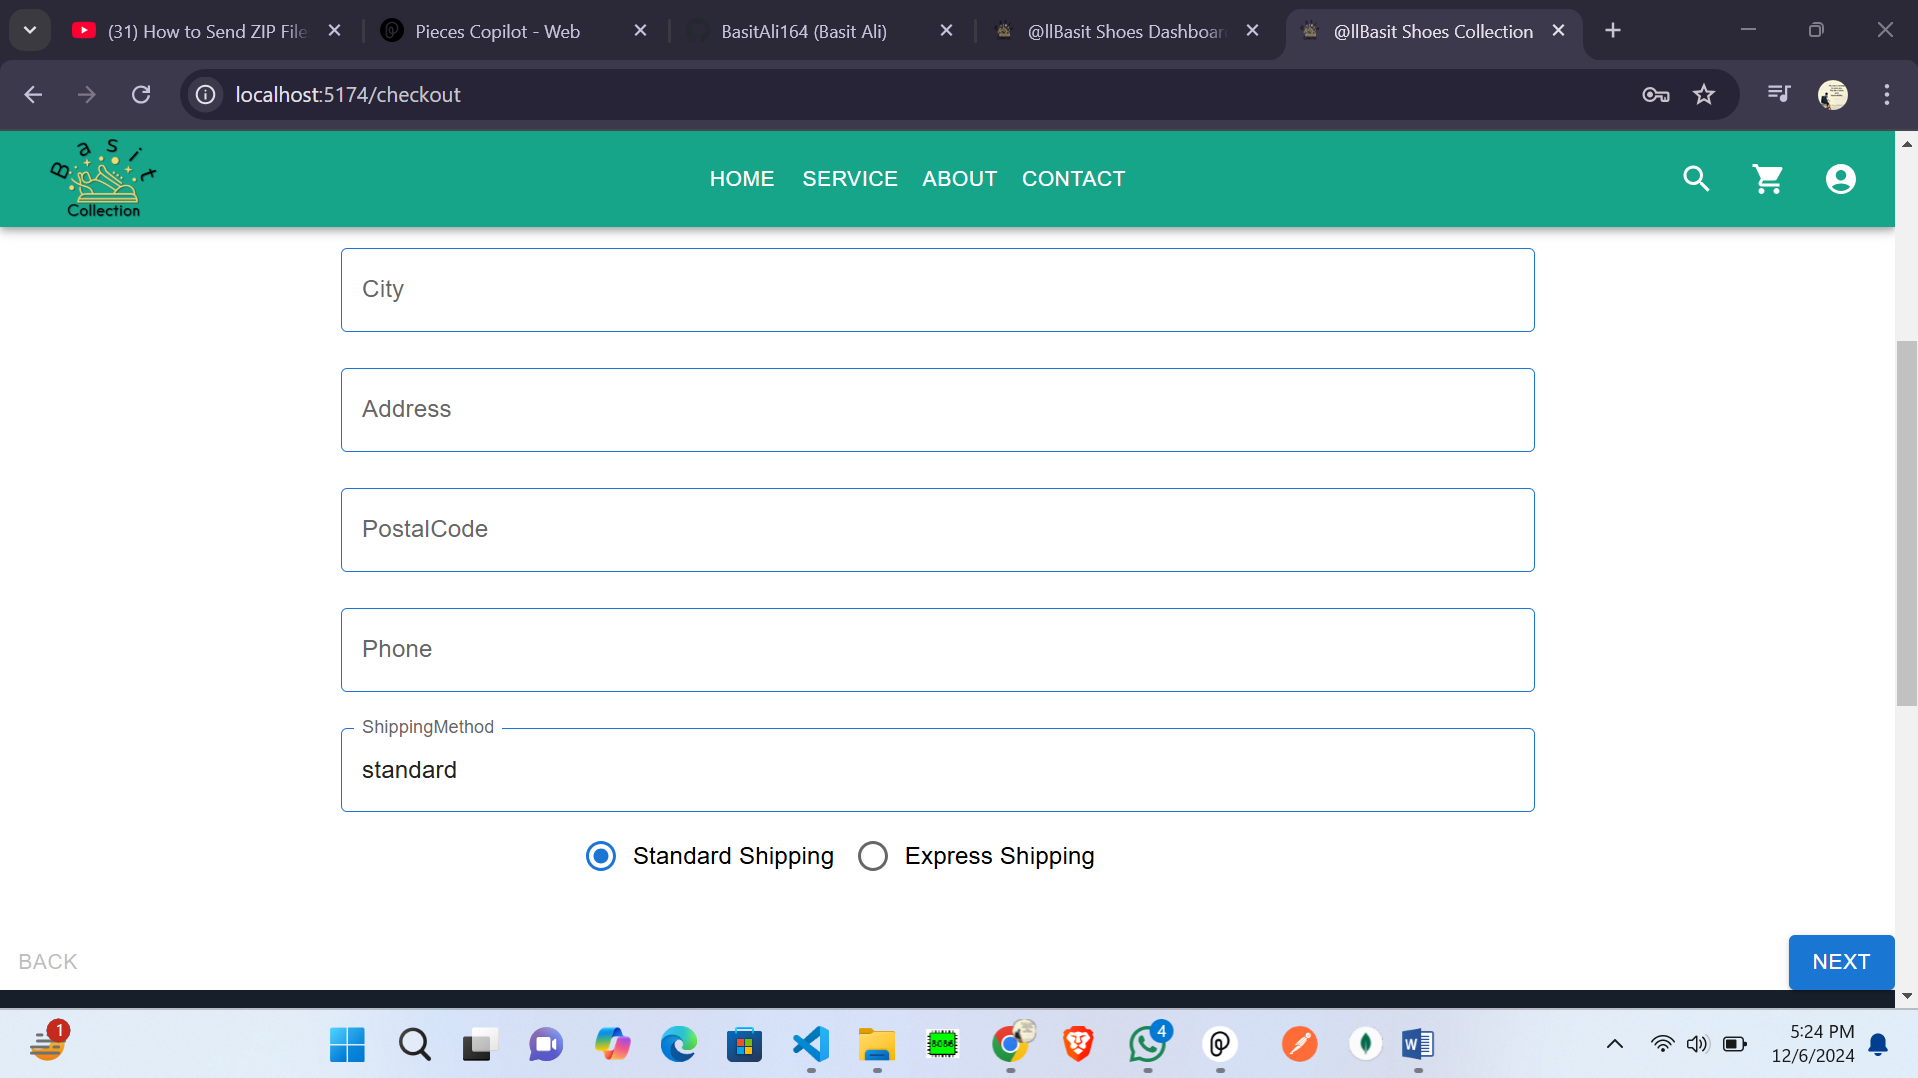 (31) How to Send ZIP File
Pieces Copilot - Web
BasitAli164 (Basit Ali)
@llBasit Shoes Dashboar
@llBasit Shoes Collection
localhost:5174/checkout
Basit
Collection
HOME SERVICE ABOUT CONTACT
City
Address
PostalCode
Phone
ShippingMethod
standard
Standard Shipping Express Shipping
BACK
NEXT
1
8086
4
5:24 PM
12/6/2024